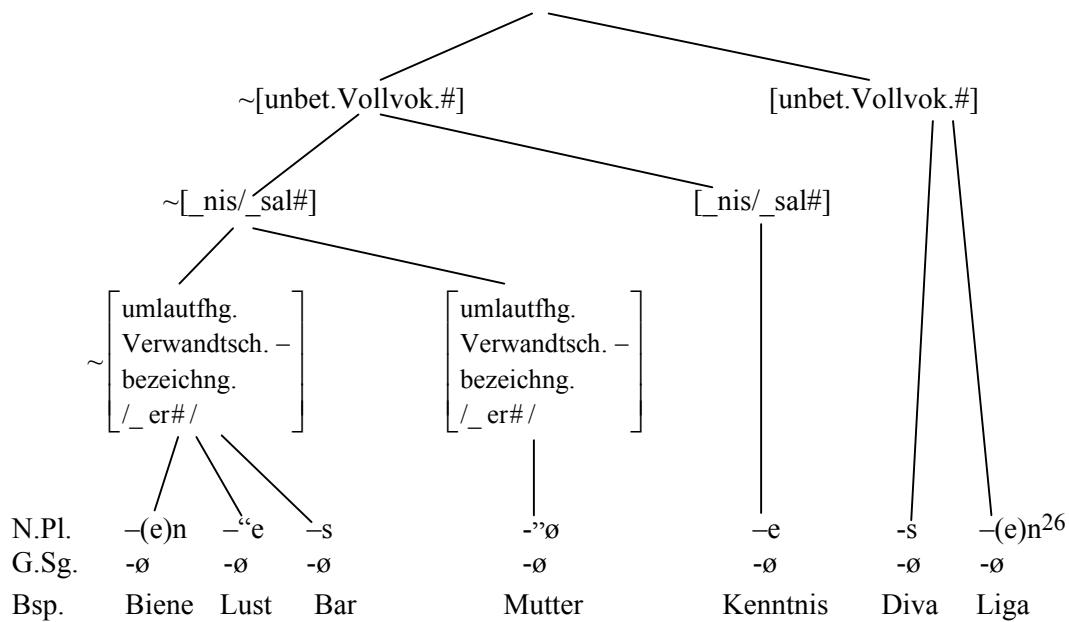 ~[unbet.Vollvok.#] [unbet.Vollvok.#]
~[_nis/_sal#] [_nis/_sal#]
umlautfhg. umlautfhg.
Verwandtsch. – Verwandtsch. –
~ bezeichng. bezeichng.
/_ er# / /_ er# /
N.Pl. –(e)n –“e –s -”ø –e -s –(e)n26
G.Sg. -ø -ø -ø -ø -ø -ø -ø
Bsp. Biene Lust Bar Mutter Kenntnis Diva Liga